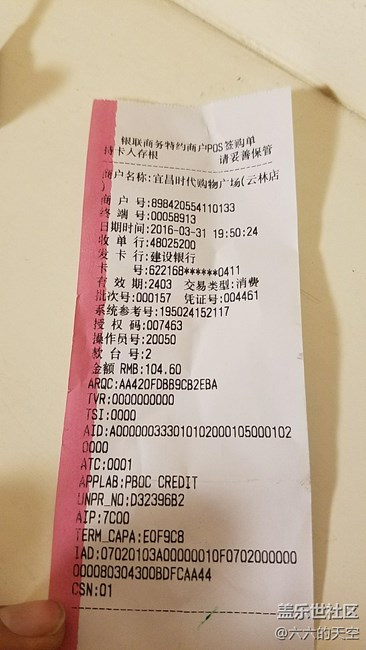 银联商务特约商户POS签购单
持卡人存根 请妥善保管
商户名称:宜昌时代购物广场(云林店
)
商 户 号:898420554110133
终 端 号:00058913
日期时间:2016-03-31 19:50:24
收 单 行:48025200
发 卡 行:建设银行
卡 号:622168******0411
有 效 期:2403 交易类型:消费
批次号:000157 凭证号:004461
系统参考号:195024152117
授 权 码:007463
操作员号:20050
款 台 号:2
金额 RMB:104.60
ARQC:AA420FDBB9CB2EBA
TVR:0000000000
TSI:0000
AID:A0000003330101020001050001020000
ATC:0001
APPLAB:PBOC CREDIT
UNPR_NO:D32396B2
AIP:7C00
TERM_CAPA:E0F9C8
IAD:07020103A00000010F0702000000
0000080304300BDFCAA44
CSN:01
盖乐世社区
@六六的天空